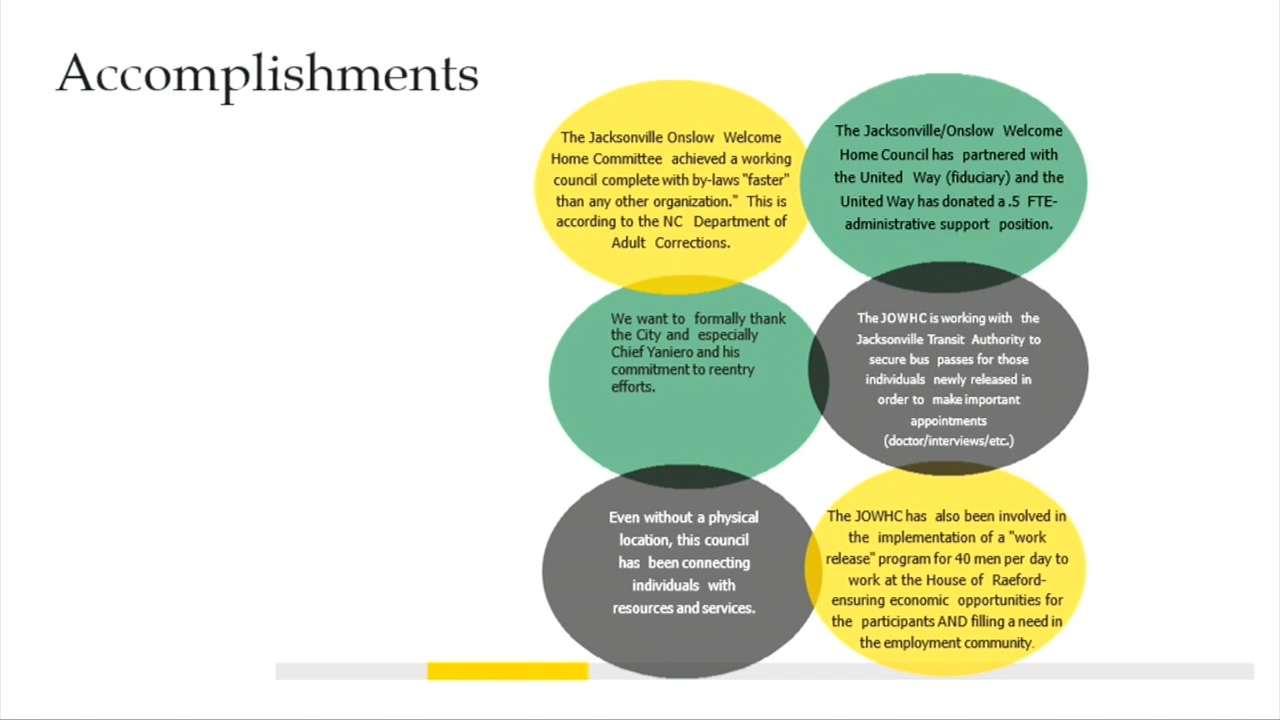 Accomplishments
The Jacksonville Onslow Welcome
Home Committee achieved a working
council complete with by-laws "faster"
than any other organization." This is
according to the NC Department of
Adult Corrections.
The Jacksonville/Onslow Welcome
Home Council has partnered with
the United Way (fiduciary) and the
United Way has donated a .5 FTE-
administrative support position.
We want to formally thank
the City and especially
Chief Yaniero and his
commitment to reentry
efforts.
The JOWHC is working with the
Jacksonville Transit Authority to
secure bus passes for those
individuals newly released in
order to make important
appointments
(doctor/interviews/etc.)
Even without a physical
location, this council
has been connecting
individuals with
resources and services.
The JOWHC has also been involved in
the implementation of a "work
release" program for 40 men per day to
work at the House of Raeford-
ensuring economic opportunities for
the participants AND filling a need in
the employment community.